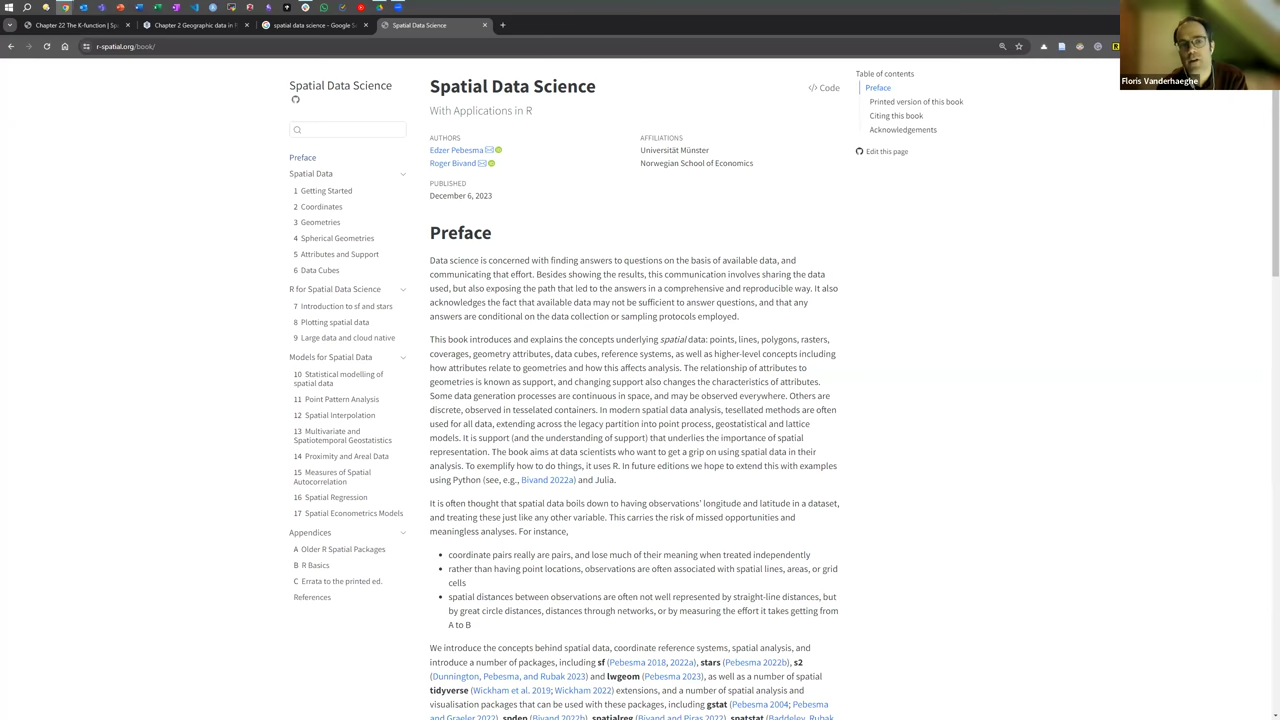 Chapter 22 The K-function | Sp
Chapter 2 Geographic data in R
spatial data science - Google S
Spatial Data Science
r-spatial.org/book/
Floris Vanderhaeghe
Spatial Data Science
Preface
Spatial Data
1 Getting Started
2 Coordinates
3 Geometries
4 Spherical Geometries
5 Attributes and Support
6 Data Cubes
R for Spatial Data Science
7 Introduction to sf and stars
8 Plotting spatial data
9 Large data and cloud native
Models for Spatial Data
10 Statistical modelling of
spatial data
11 Point Pattern Analysis
12 Spatial Interpolation
13 Multivariate and
Spatiotemporal Geostatistics
14 Proximity and Areal Data
15 Measures of Spatial
Autocorrelation
16 Spatial Regression
17 Spatial Econometrics Models
Appendices
A Older R Spatial Packages
B R Basics
C Errata to the printed ed.
References
Spatial Data Science
</> Code
With Applications in R
AUTHORS
AFFILIATIONS
Edzer Pebesma
Universität Münster
Roger Bivand
Norwegian School of Economics
PUBLISHED
December 6, 2023
Preface
Data science is concerned with finding answers to questions on the basis of available data, and
communicating that effort. Besides showing the results, this communication involves sharing the data
used, but also exposing the path that led to the answers in a comprehensive and reproducible way. It also
acknowledges the fact that available data may not be sufficient to answer questions, and that any
answers are conditional on the data collection or sampling protocols employed.
This book introduces and explains the concepts underlying spatial data: points, lines, polygons, rasters,
coverages, geometry attributes, data cubes, reference systems, as well as higher-level concepts including
how attributes relate to geometries and how this affects analysis. The relationship of attributes to
geometries is known as support, and changing support also changes the characteristics of attributes.
Some data generation processes are continuous in space, and may be observed everywhere. Others are
discrete, observed in tesselated containers. In modern spatial data analysis, tesellated methods are often
used for all data, extending across the legacy partition into point process, geostatistical and lattice
models. It is support (and the understanding of support) that underlies the importance of spatial
representation. The book aims at data scientists who want to get a grip on using spatial data in their
analysis. To exemplify how to do things, it uses R. In future editions we hope to extend this with examples
using Python (see, e.g., Bivand 2022a) and Julia.
It is often thought that spatial data boils down to having observations' longitude and latitude in a dataset,
and treating these just like any other variable. This carries the risk of missed opportunities and
meaningless analyses. For instance,
• coordinate pairs really are pairs, and lose much of their meaning when treated independently
• rather than having point locations, observations are often associated with spatial lines, areas, or grid
cells
• spatial distances between observations are often not well represented by straight-line distances, but
by great circle distances, distances through networks, or by measuring the effort it takes getting from
A to B
We introduce the concepts behind spatial data, coordinate reference systems, spatial analysis, and
introduce a number of packages, including sf (Pebesma 2018, 2022a), stars (Pebesma 2022b), s2
(Dunnington, Pebesma, and Rubak 2023) and lwgeom (Pebesma 2023), as well as a number of spatial
tidyverse (Wickham et al. 2019; Wickham 2022) extensions, and a number of spatial analysis and
visualisation packages that can be used with these packages, including gstat (Pebesma 2004; Pebesma
and Graeler 2022), spdep (Bivand 2022b), spatialreg (Bivand and Piras 2022), spatstat (Baddeley, Rubak,
Table of contents
Preface
Printed version of this book
Citing this book
Acknowledgements
Edit this page